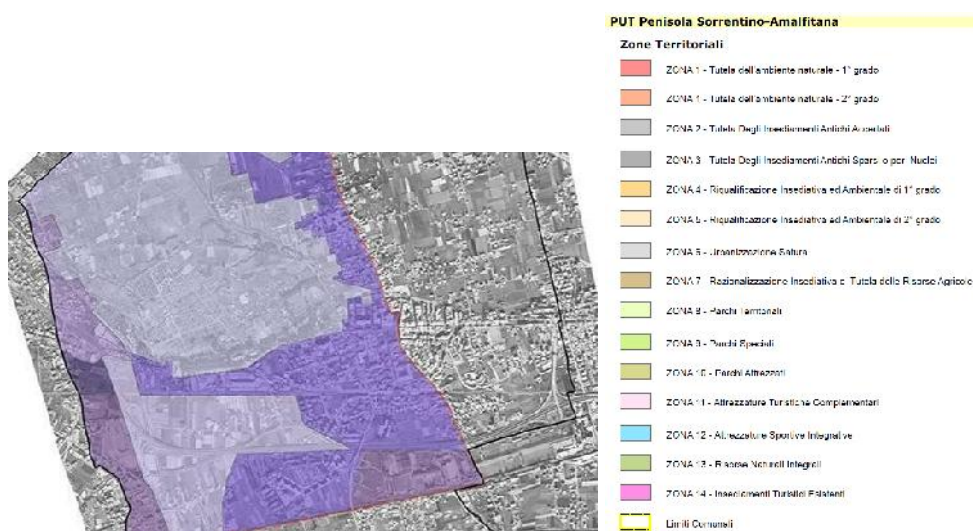 PUT Penisola Sorrentino-Amalfitana
Zone Territoriali
ZONA 1 - Tutela dell'ambiente naturale - 1° grado
ZONA 1 - Tutela dell'ambiente naturale - 2° grado
ZONA 2 - Tutela Degli Insediamenti Antichi Accentati
ZONA 3 - Tutela Degli Insediamenti Antichi Sparsi o per Nuclei
ZONA 4 - Riqualificazione Insediativa ed Ambientale di 1° grado
ZONA 5 - Riqualificazione Insediativa ed Ambientale di 2° grado
ZONA 6 - Urbanizzazione Satura
ZONA 7 - Razionalizzazione Insediativa e Tutela delle Risorse Agricole
ZONA 8 - Parchi Territoriali
ZONA 9 - Parchi Speciali
ZONA 10 - Parchi Attrezzati
ZONA 11 - Attrezzature Turistiche Complementari
ZONA 12 - Attrezzature Sportive Integrative
ZONA 13 - Risorse Naturali Integrali
ZONA 14 - Insediamenti Turistici Esistenti
Limiti Comunali